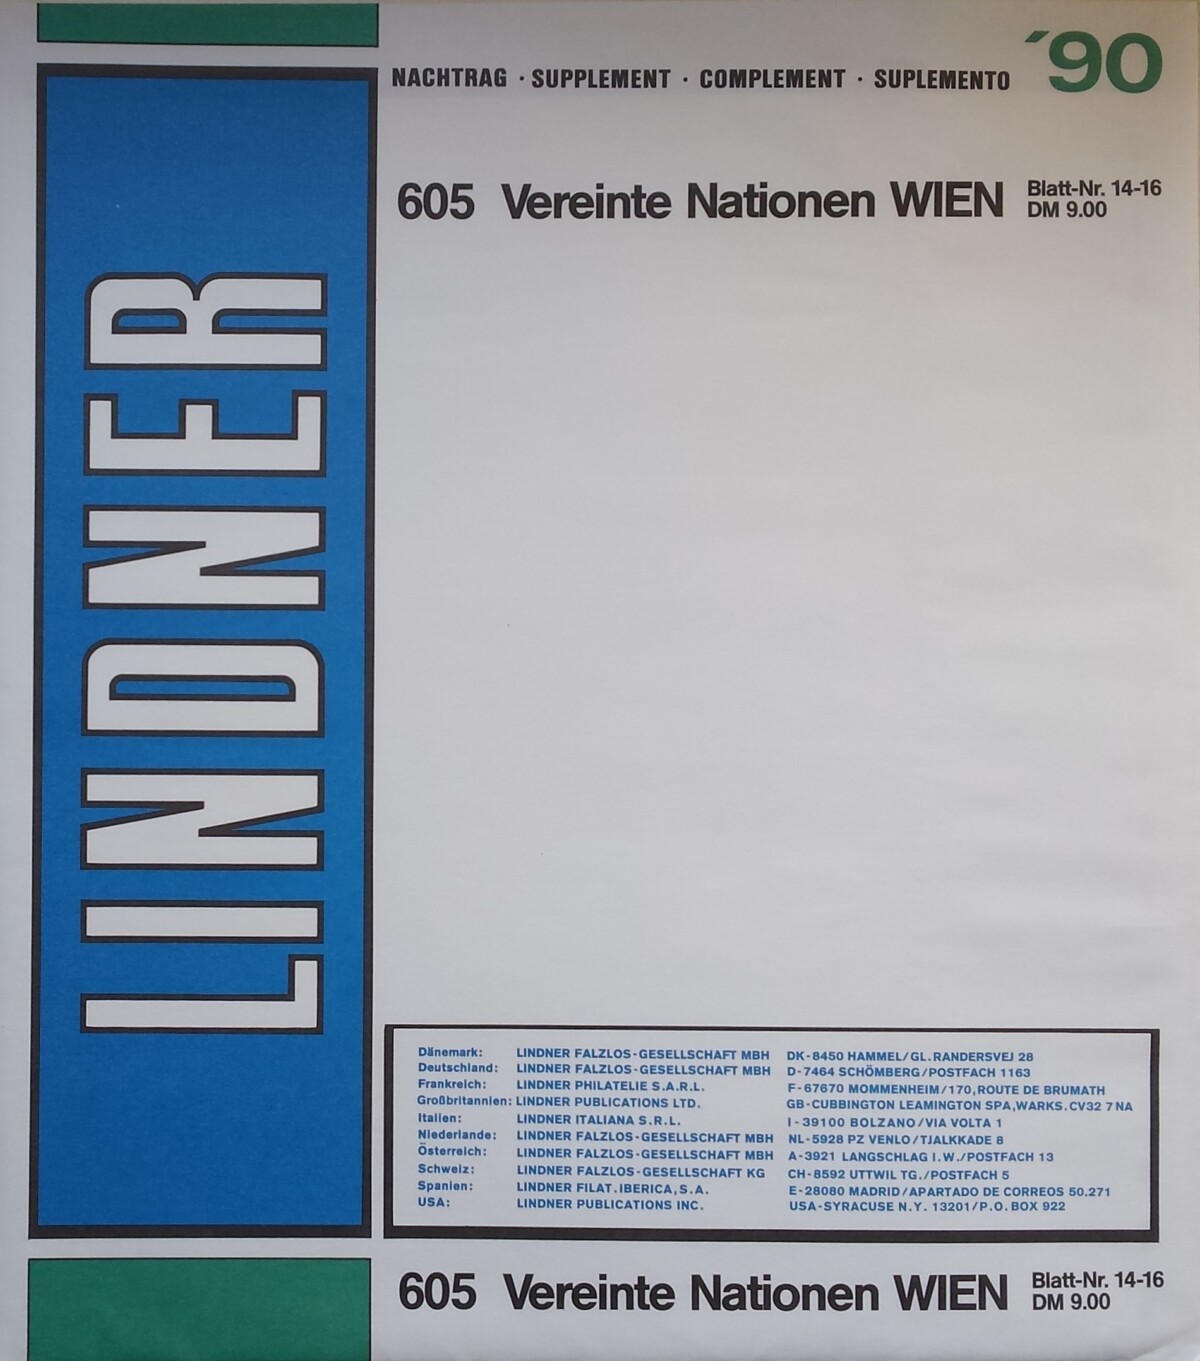 NACHTRAG · SUPPLEMENT · COMPLEMENT · SUPLEMENTO ´90
605 Vereinte Nationen WIEN Blatt-Nr. 14-16
DM 9.00
LINDNER
Dänemark: LINDNER FALZLOS-GESELLSCHAFT MBH DK-8450 HAMMEL/GL.RANDERSVEJ 28
Deutschland: LINDNER FALZLOS-GESELLSCHAFT MBH D-7464 SCHÖMBERG/POSTFACH 1163
Frankreich: LINDNER PHILATELIE S.A.R.L. F-67670 MOMMENHEIM/170,ROUTE DE BRUMATH
Großbritannien: LINDNER PUBLICATIONS LTD. GB-CUBBINGTON LEAMINGTON SPA,WARKS.CV32 7NA
Italien: LINDNER ITALIANA S.R.L. I-39100 BOLZANO/VIA VOLTA 1
Niederlande: LINDNER FALZLOS-GESELLSCHAFT MBH NL-5928 PZ VENLO/TJALKKADE 8
Österreich: LINDNER FALZLOS-GESELLSCHAFT MBH A-3921 LANGSCHLAG I.W./POSTFACH 13
Schweiz: LINDNER FALZLOS-GESELLSCHAFT KG CH-8592 UTTWIL TG./POSTFACH 5
Spanien: LINDNER FILAT.IBERICA,S.A. E-28080 MADRID/APARTADO DE CORREOS 50.271
USA: LINDNER PUBLICATIONS INC. USA-SYRACUSE N.Y. 13201/P.O.BOX 922
605 Vereinte Nationen WIEN Blatt-Nr. 14-16
DM 9.00